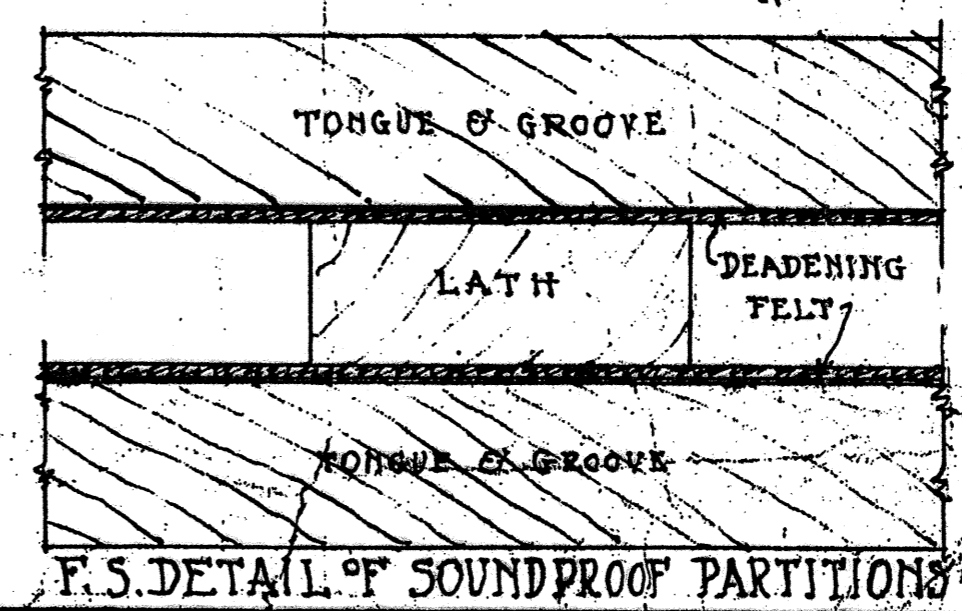 TONGUE & GROOVE
LATH
DEADENING
FELT
TONGUE & GROOVE
F. S. DETAIL OF SOUNDPROOF PARTITIONS